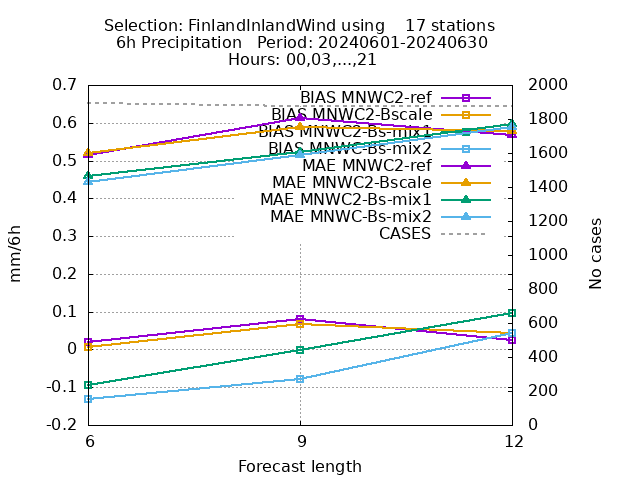 Selection: FinlandInlandWind using    17 stations
6h Precipitation   Period: 20240601-20240630
Hours: 00,03,...,21
0.7
0.6
0.5
0.4
0.3
0.2
0.1
0
-0.1
-0.2
mm/6h
BIAS MNWC2-ref
BIAS MNWC2-Bscale
BIAS MNWC2-Bs-mix1
BIAS MNWC-Bs-mix2
MAE MNWC2-ref
MAE MNWC2-Bscale
MAE MNWC2-Bs-mix1
MAE MNWC-Bs-mix2
CASES
2000
1800
1600
1400
1200
1000
800
600
400
200
0
No cases
6
9
12
Forecast length